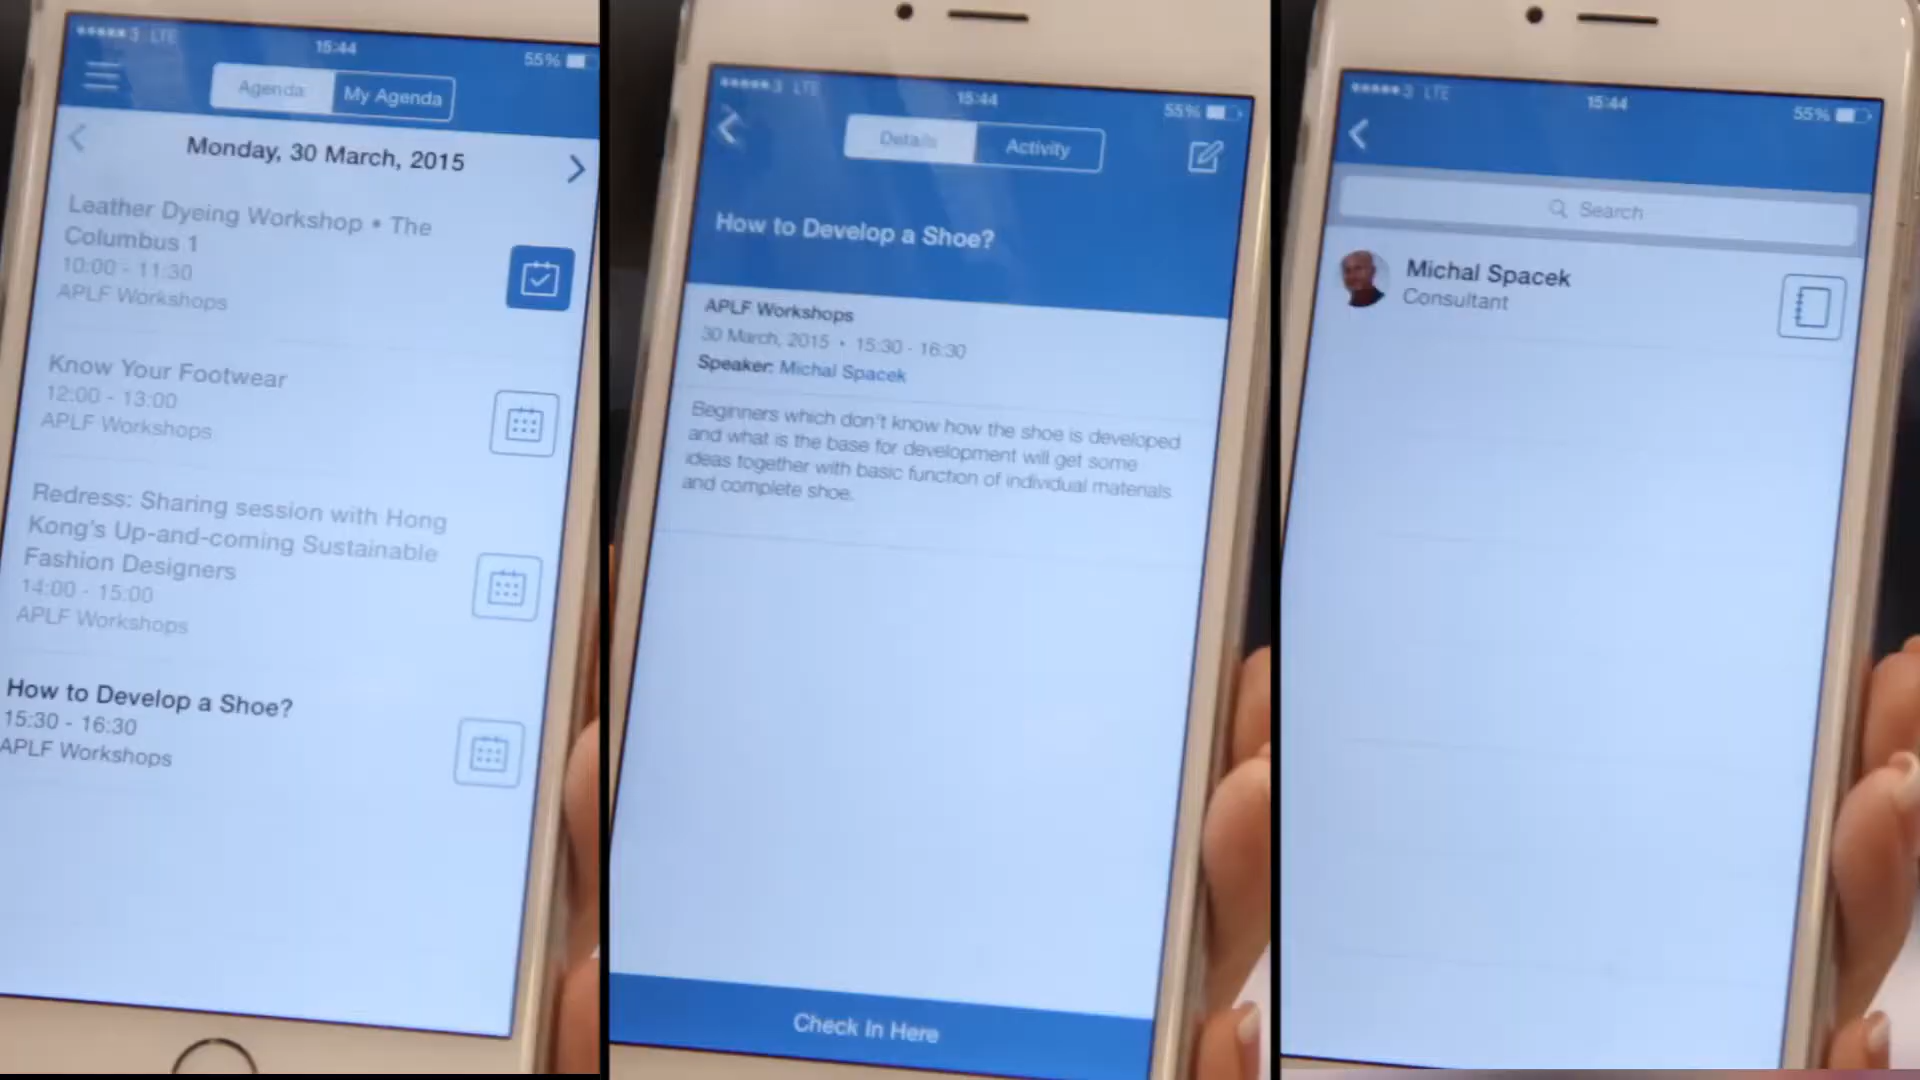 3 LTE
15:44
55%
Agenda
My Agenda
Monday, 30 March, 2015
Leather Dyeing Workshop • The
Columbus 1
10:00 - 11:30
APLF Workshops
Know Your Footwear
12:00 - 13:00
APLF Workshops
Redress: Sharing session with Hong
Kong's Up-and-coming Sustainable
Fashion Designers
14:00 - 15:00
APLF Workshops
How to Develop a Shoe?
15:30 - 16:30
APLF Workshops
3 LTE
15:44
55%
Details
Activity
How to Develop a Shoe?
APLF Workshops
30 March, 2015 • 15:30 - 16:30
Speaker: Michal Spacek
Beginners which don't know how the shoe is developed
and what is the base for development will get some
ideas together with basic function of individual materials
and complete shoe.
Check In Here
3 LTE
15:44
55%
Search
Michal Spacek
Consultant